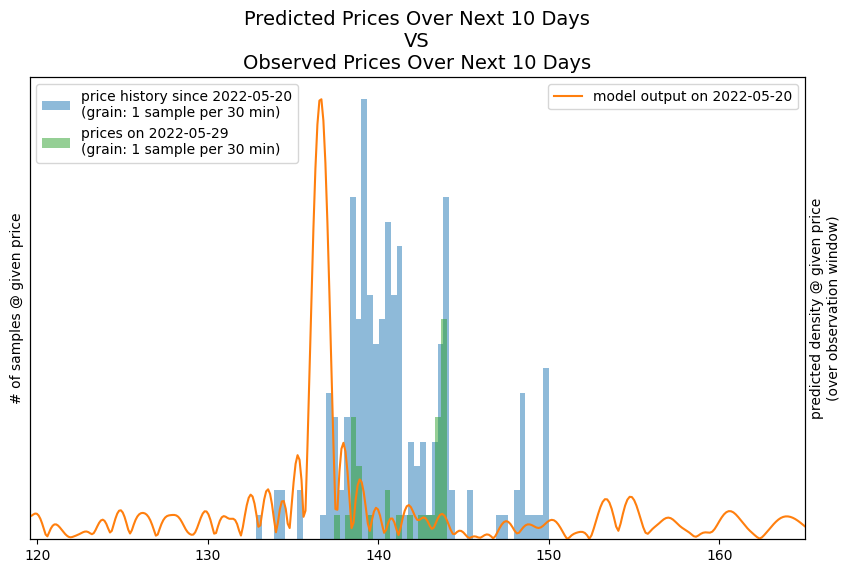 Predicted Prices Over Next 10 Days
VS
Observed Prices Over Next 10 Days
price history since 2022-05-20
(grain: 1 sample per 30 min)
prices on 2022-05-29
(grain: 1 sample per 30 min)
model output on 2022-05-20
# of samples @ given price
predicted density @ given price
(over observation window)
120
130
140
150
160